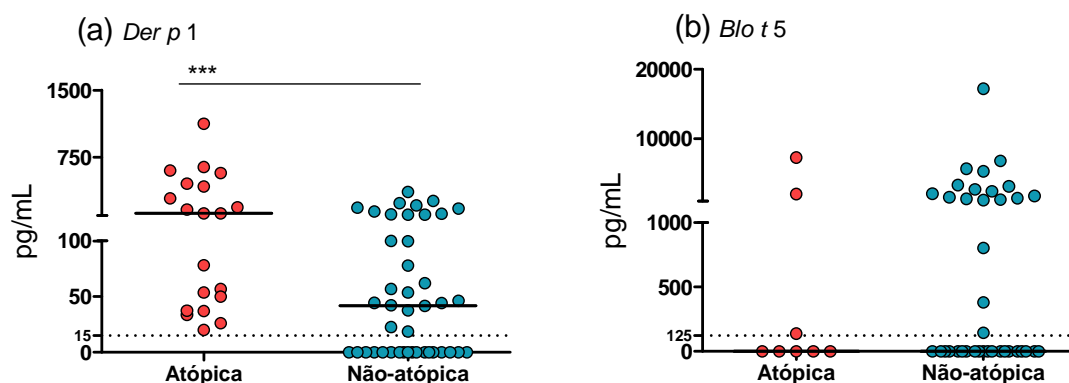 (a) Der p 1
***
1500
750
pg/mL
100
50
15
0
Atópica Não-atópica
(b) Blo t 5
20000
10000
pg/mL
1000
500
125
0
Atópica Não-atópica